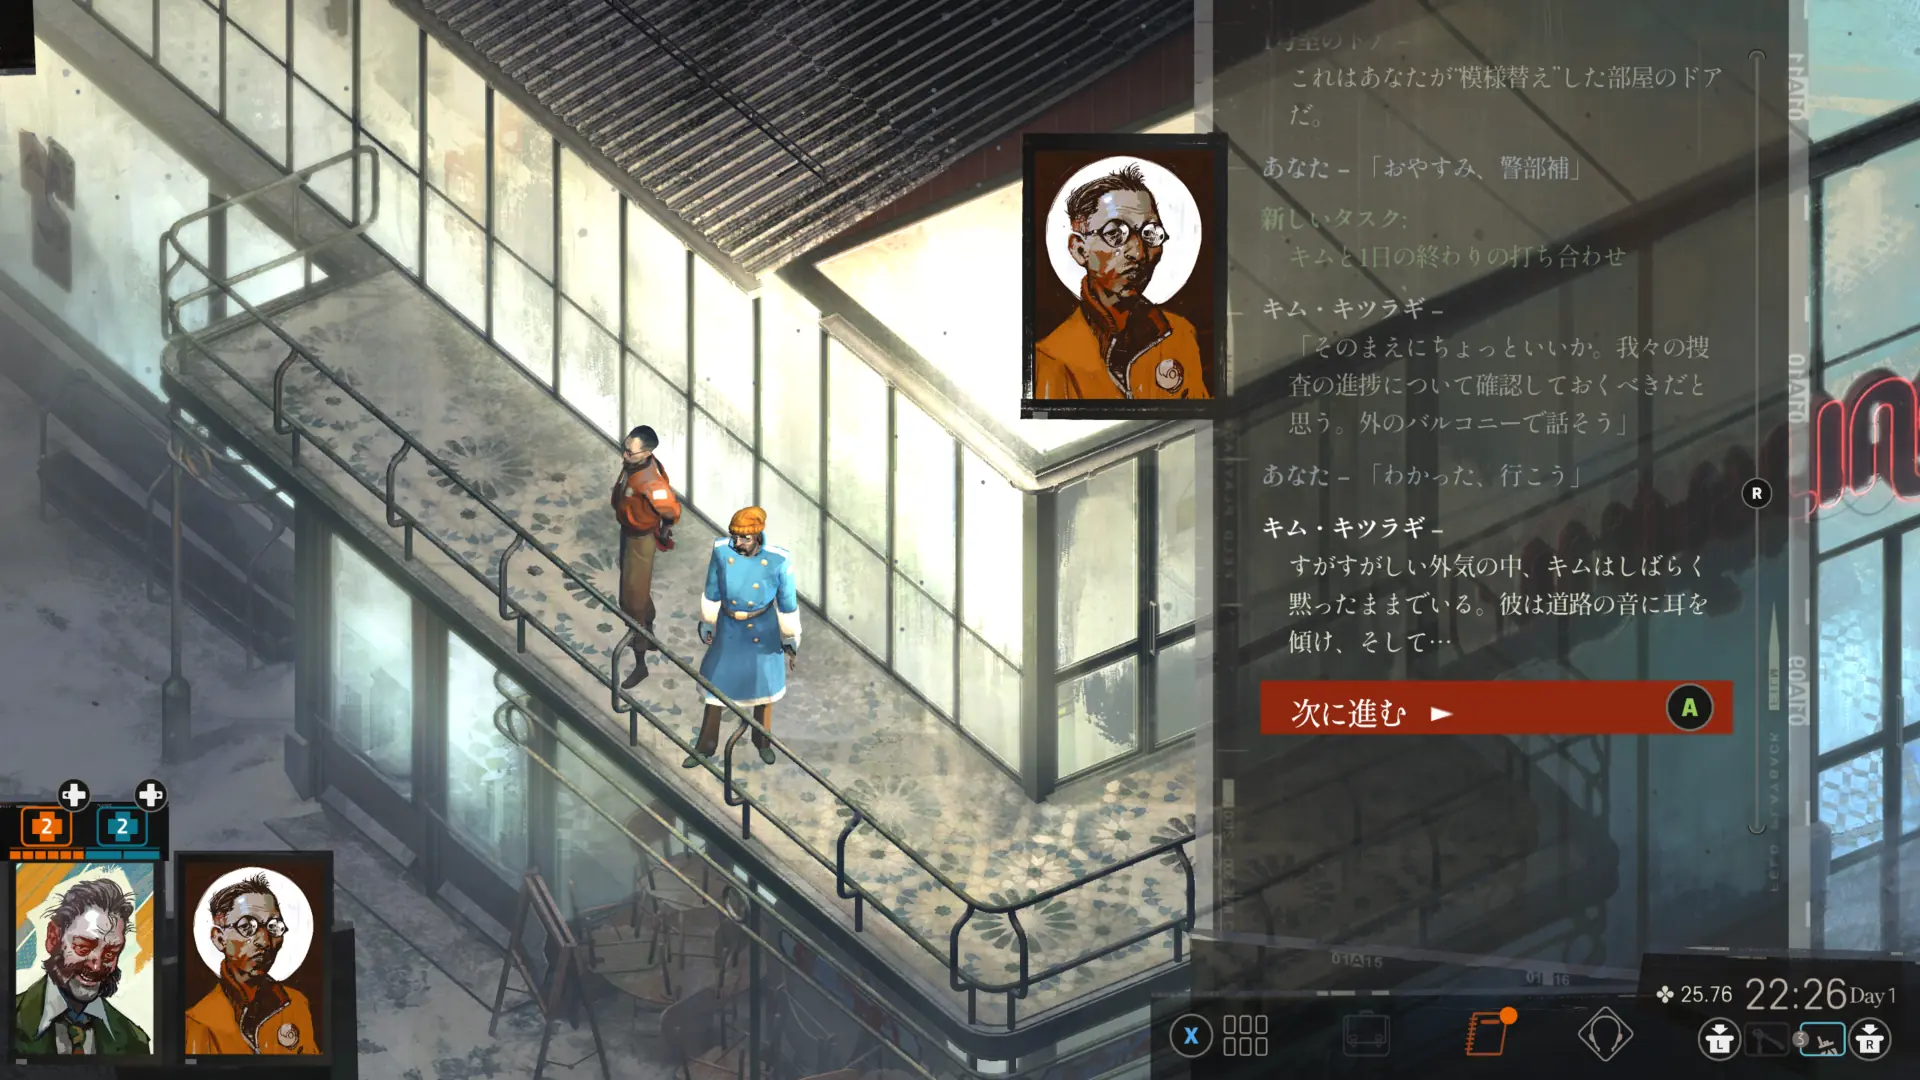 1号室のドア –
これはあなたが“模様替え”した部屋のドア
だ。
あなた – 「おやすみ、警部補」
新しいタスク:
キムと1日の終わりの打ち合わせ
キム・キツラギ –
「そのまえにちょっといいか。我々の捜
査の進捗について確認しておくべきだと
思う。外のバルコニーで話そう」
あなた – 「わかった、行こう」
キム・キツラギ –
すがすがしい外気の中、キムはしばらく
黙ったままでいる。彼は道路の音に耳を
傾け、そして…
次に進む
A
R
2
2
01A15
25.76
22:26 Day 1
X
L
3
R